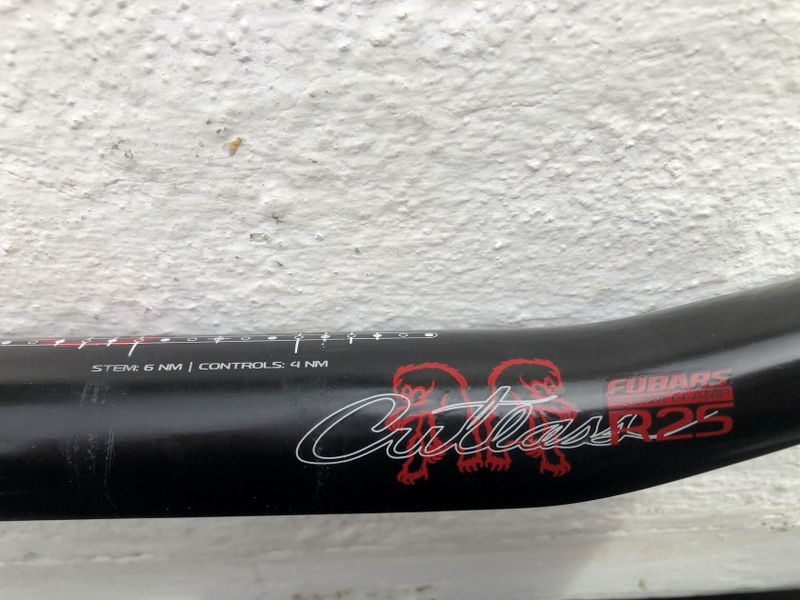 STEM: 6 NM | CONTROLS: 4 NM
Cutlass
FUBARS
R25